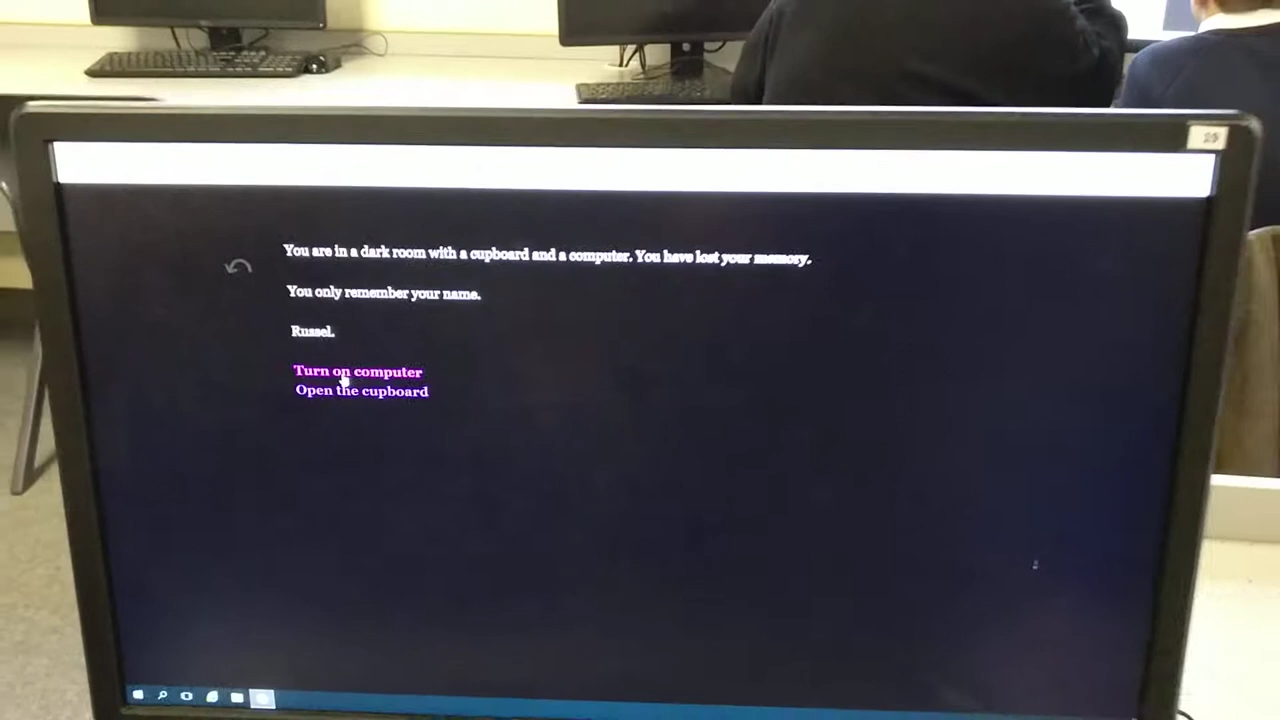 19
You are in a dark room with a cupboard and a computer. You have lost your memory.
You only remember your name.
Russel.
Turn on computer
Open the cupboard